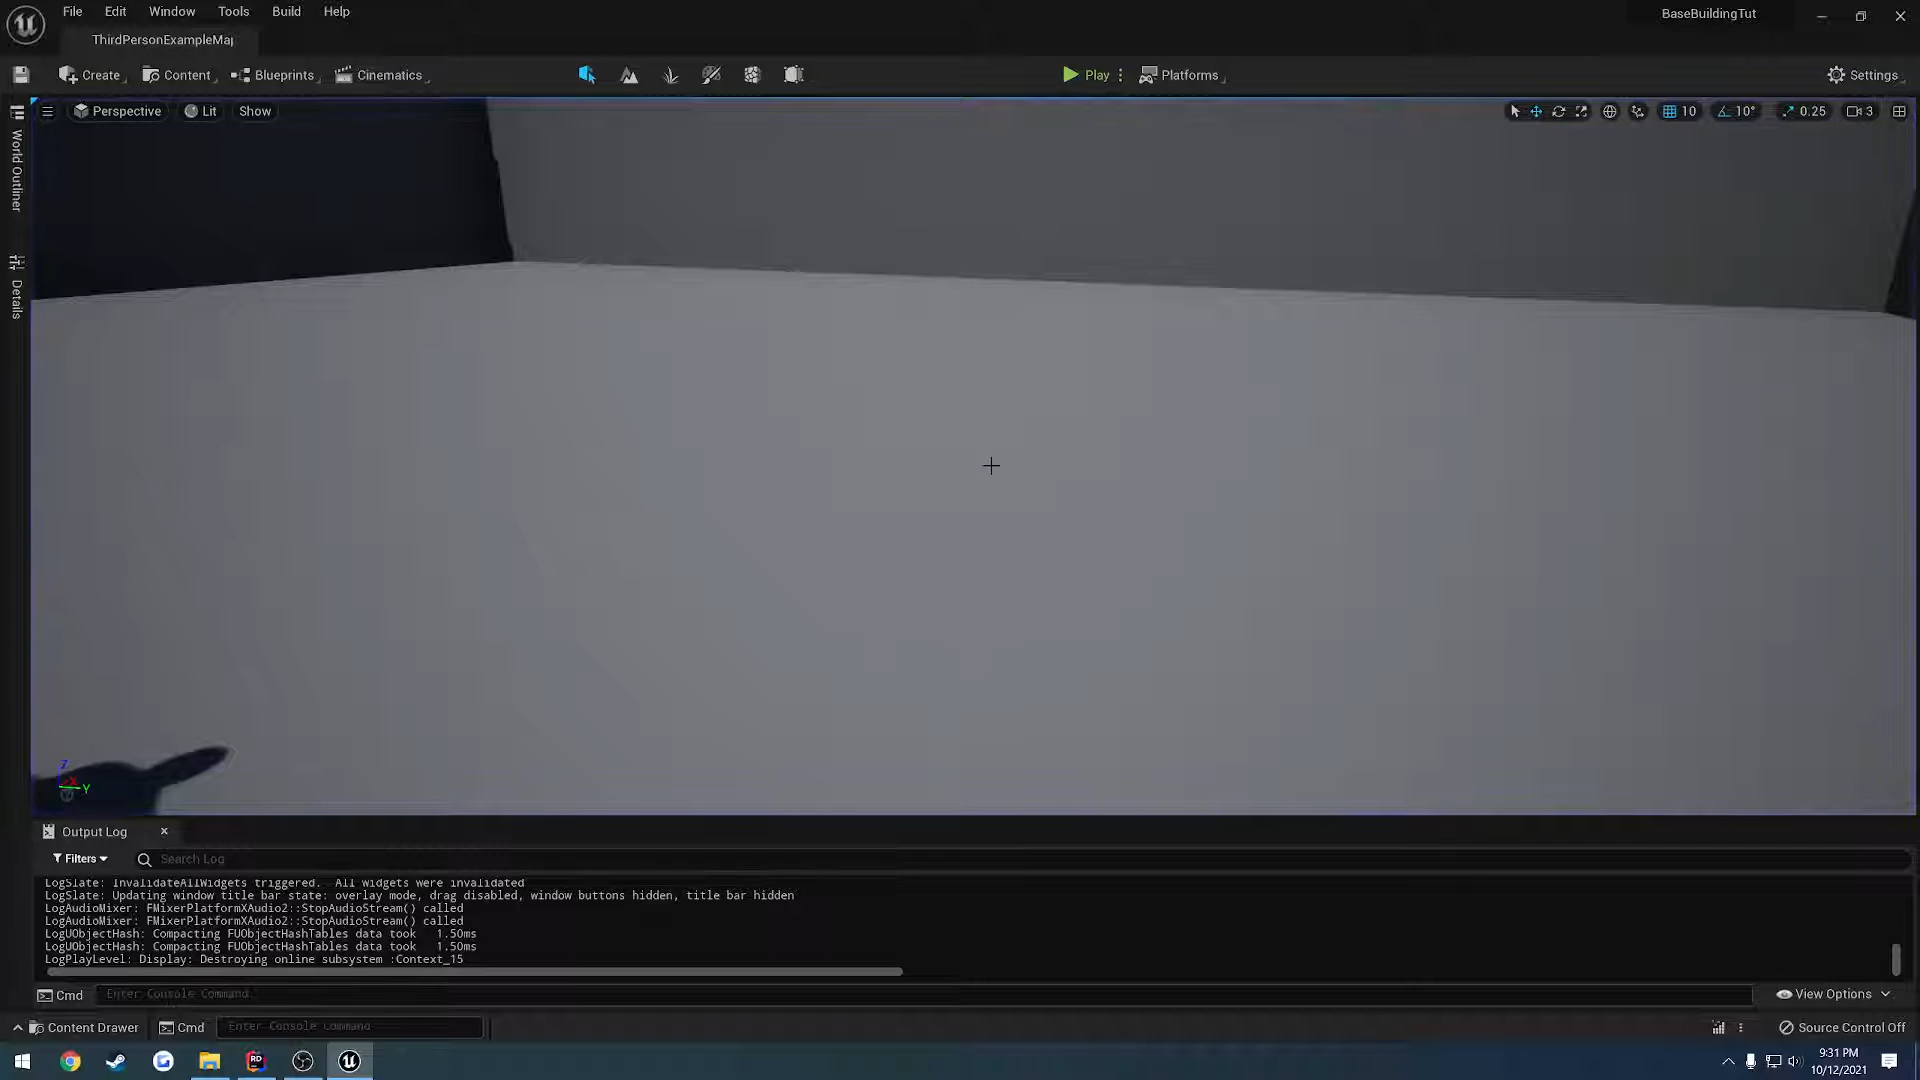 File Edit Window Tools Build Help
BaseBuildingTut
ThirdPersonExampleMap
Create Content Blueprints Cinematics Play Platforms Settings
Perspective Lit Show 10 10° 0.25 3
World Outliner
Details
Z
X
Y
Output Log
Filters Search Log
LogSlate: InvalidateAllWidgets triggered. All widgets were invalidated
LogSlate: Updating window title bar state: overlay mode, drag disabled, window buttons hidden, title bar hidden
LogAudioMixer: FMixerPlatformXAudio2::StopAudioStream() called
LogAudioMixer: FMixerPlatformXAudio2::StopAudioStream() called
LogUObjectHash: Compacting FUObjectHashTables data took 1.50ms
LogUObjectHash: Compacting FUObjectHashTables data took 1.50ms
LogPlayLevel: Display: Destroying online subsystem :Context_15
Cmd Enter Console Command View Options
Content Drawer Cmd Enter Console Command Source Control Off
9:31 PM
10/12/2021